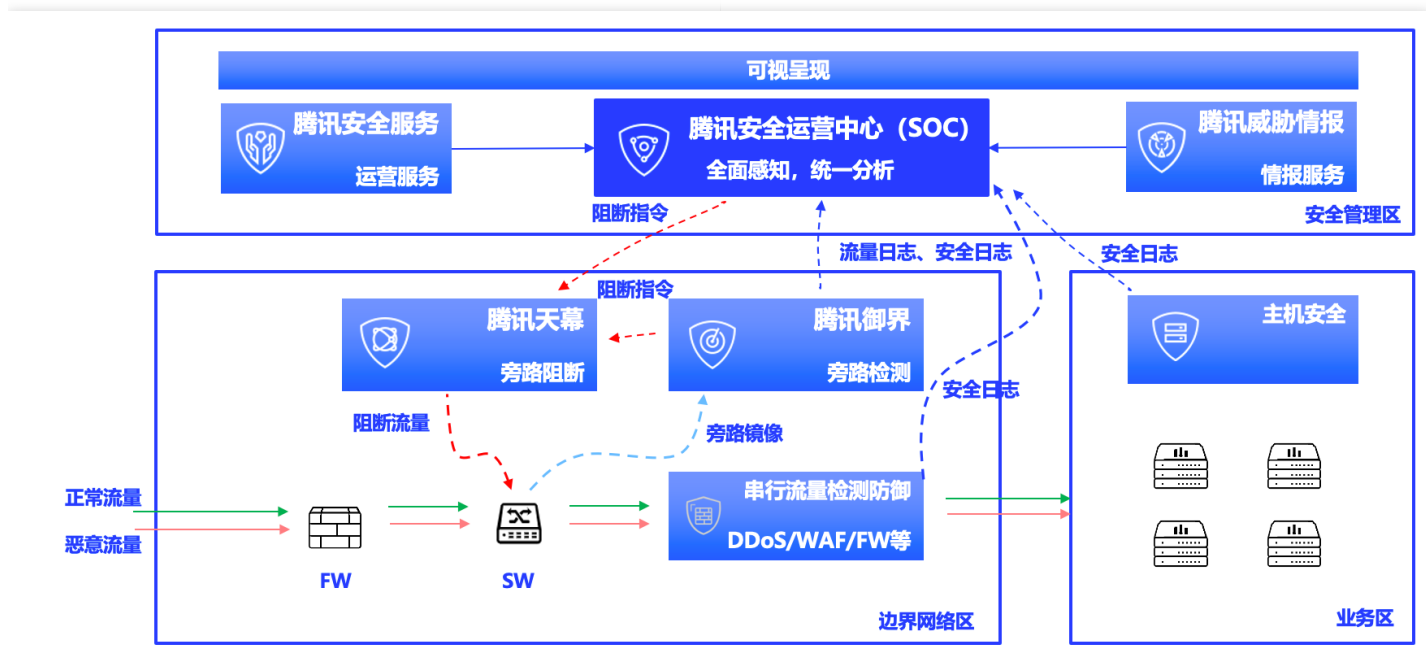 可视呈现
腾讯安全服务
运营服务
腾讯安全运营中心（SOC）
全面感知，统一分析
腾讯威胁情报
情报服务
安全管理区
阻断指令
流量日志、安全日志
安全日志
阻断指令
腾讯天幕
旁路阻断
腾讯御界
旁路检测
主机安全
安全日志
阻断流量
旁路镜像
正常流量
恶意流量
FW
SW
串行流量检测防御
DDoS/WAF/FW等
边界网络区
业务区